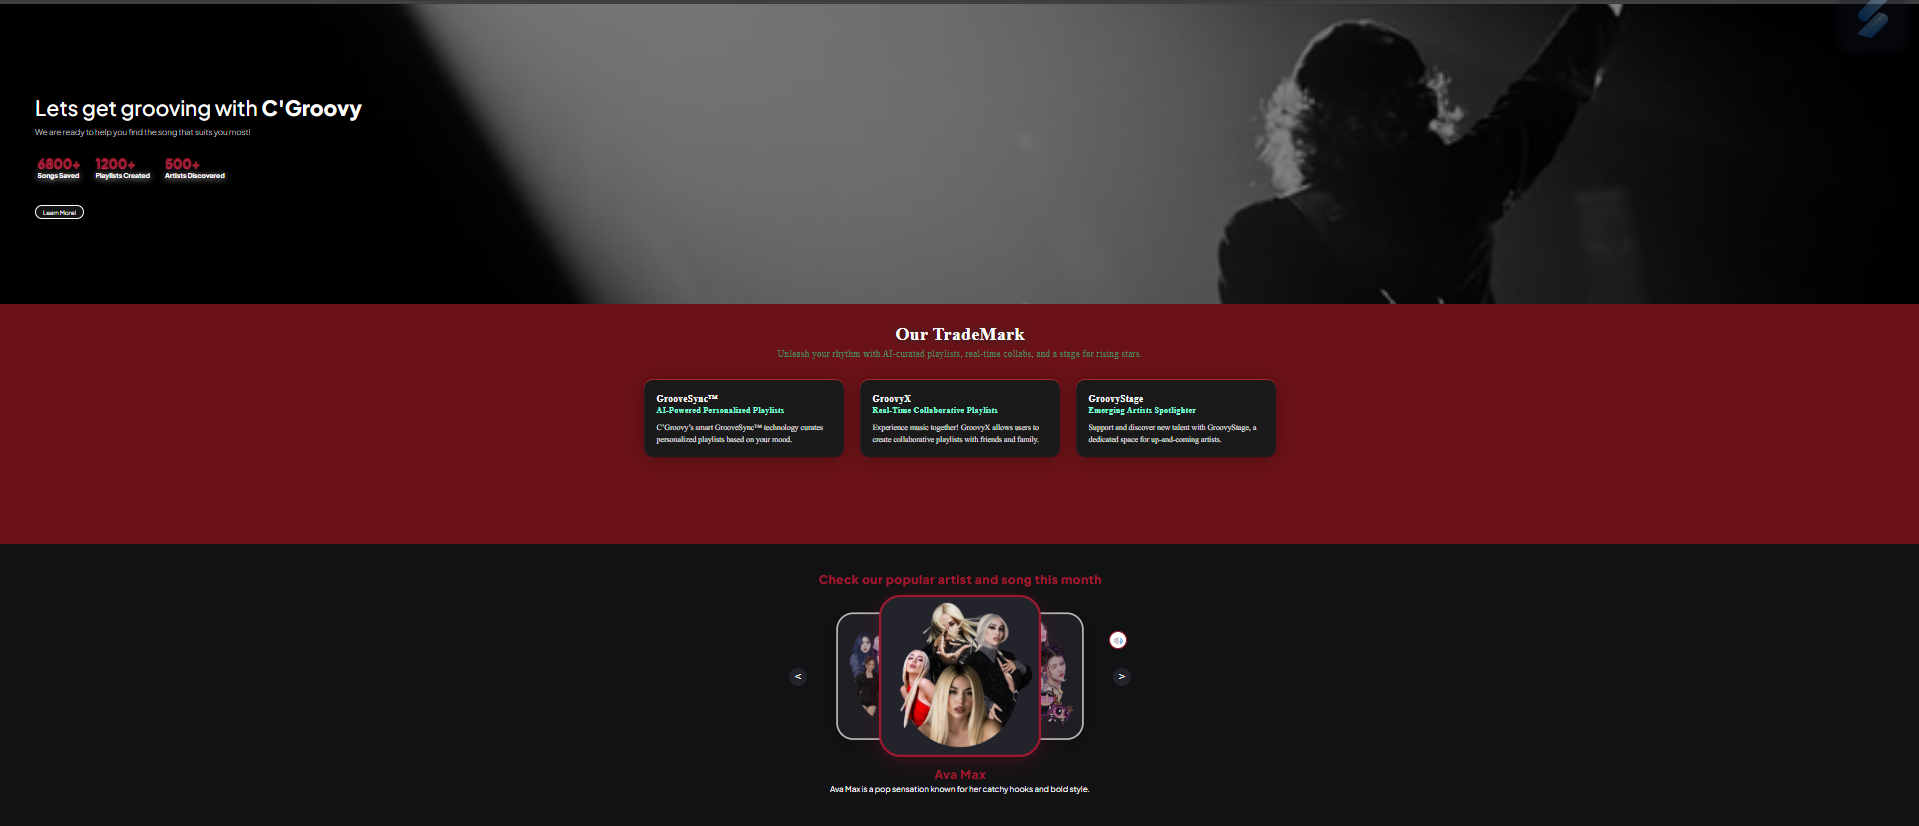 Lets get grooving with C'Groovy
We are ready to help you find the song that suits you most!
6800+ 1200+ 500+
Songs Saved Playlists Created Artists Discovered
Learn More!
Our TradeMark
Unleash your rhythm with AI-curated playlists, real-time collabs, and a stage for rising stars.
GrooveSync™
AI-Powered Personalized Playlists
C'Groovy's smart GrooveSync™ technology curates
personalized playlists based on your mood.
GroovyX
Real-Time Collaborative Playlists
Experience music together! GroovyX allows users to
create collaborative playlists with friends and family.
GroovyStage
Emerging Artists Spotlighter
Support and discover new talent with GroovyStage, a
dedicated space for up-and-coming artists.
Check our popular artist and song this month
< >
Ava Max
Ava Max is a pop sensation known for her catchy hooks and bold style.